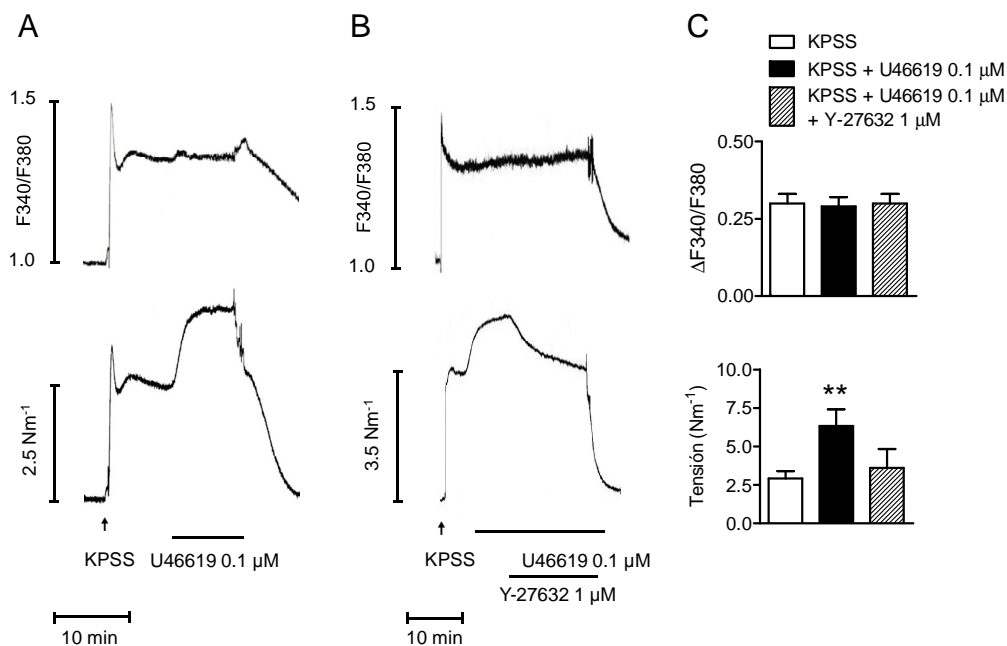 A
1.5
F340/F380
1.0
2.5 Nm⁻¹
KPSS
U46619 0.1 µM
10 min
B
1.5
F340/F380
1.0
3.5 Nm⁻¹
KPSS
U46619 0.1 µM
Y-27632 1 µM
10 min
C
KPSS
KPSS + U46619 0.1 µM
KPSS + U46619 0.1 µM
+ Y-27632 1 µM
0.50
0.25
0.00
ΔF340/F380
10.0
7.5
5.0
2.5
0.0
Tensión (Nm⁻¹)
**